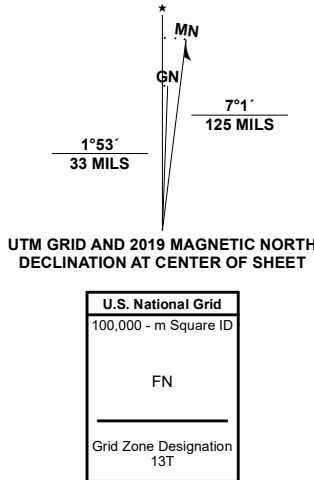 ★
MN
GN
7°1´
125 MILS
1°53´
33 MILS
UTM GRID AND 2019 MAGNETIC NORTH
DECLINATION AT CENTER OF SHEET
U.S. National Grid
100,000 - m Square ID
FN
Grid Zone Designation
13T